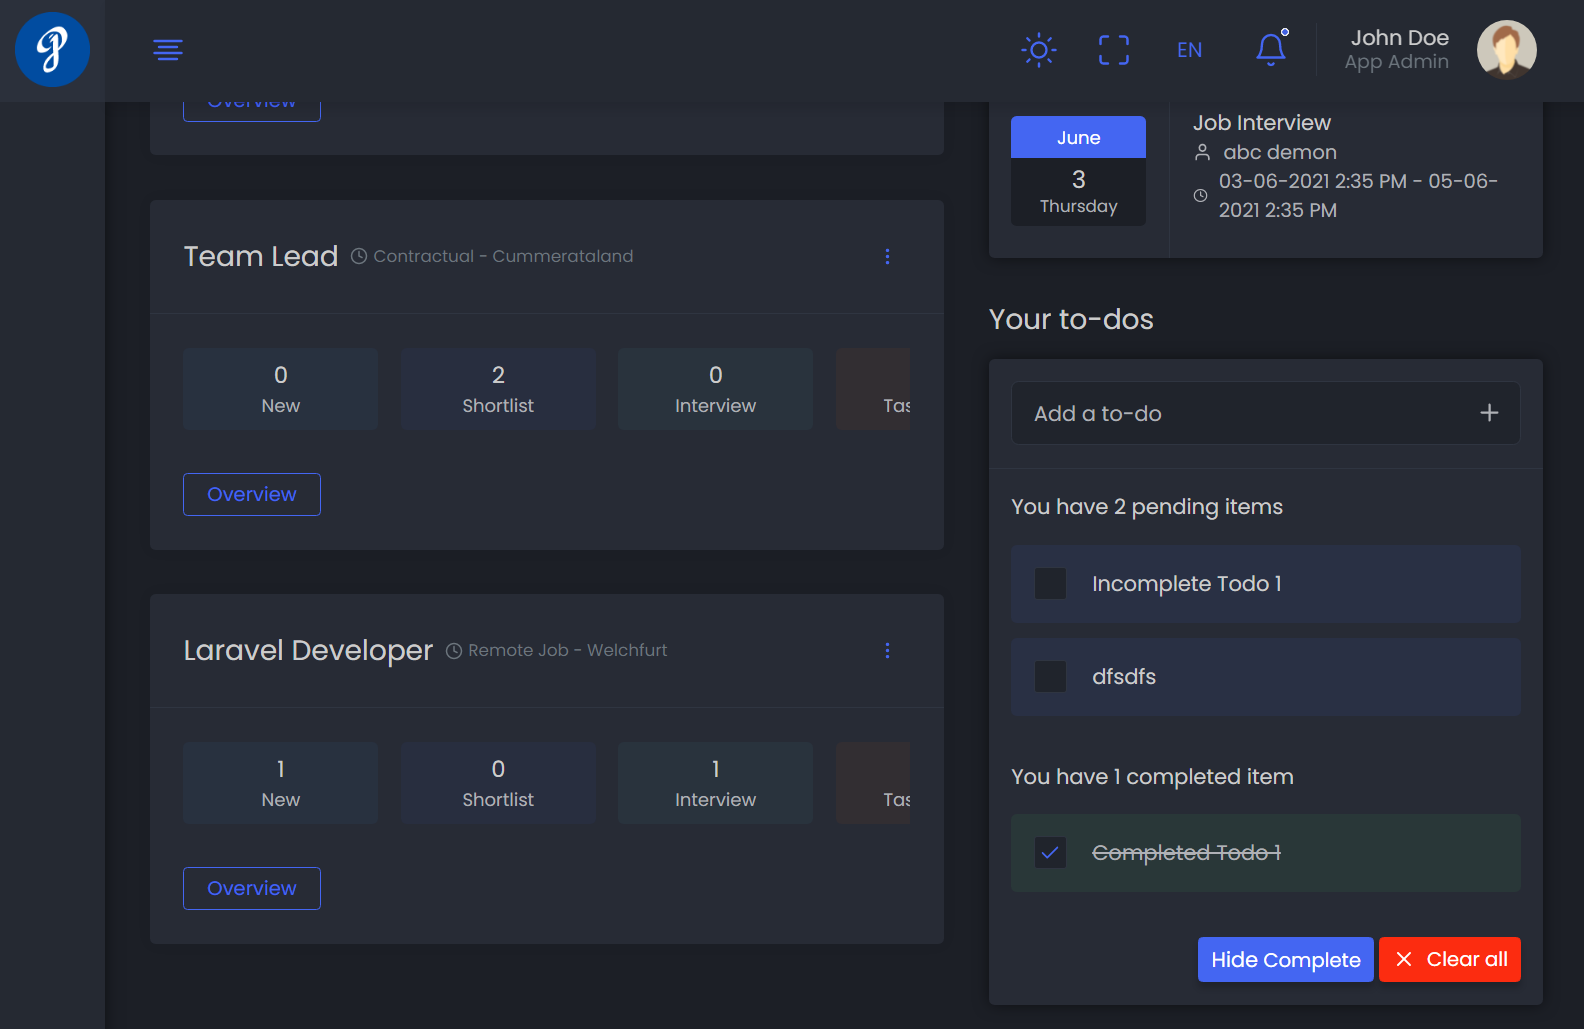 EN
John Doe
App Admin
Overview
Team Lead
Contractual - Cummerataland
0
New
2
Shortlist
0
Interview
Tas
Overview
Laravel Developer
Remote Job - Welchfurt
1
New
0
Shortlist
1
Interview
Tas
Overview
June
3
Thursday
Job Interview
abc demon
03-06-2021 2:35 PM - 05-06-
2021 2:35 PM
Your to-dos
Add a to-do
You have 2 pending items
Incomplete Todo 1
dfsdfs
You have 1 completed item
Completed Todo 1
Hide Complete
Clear all